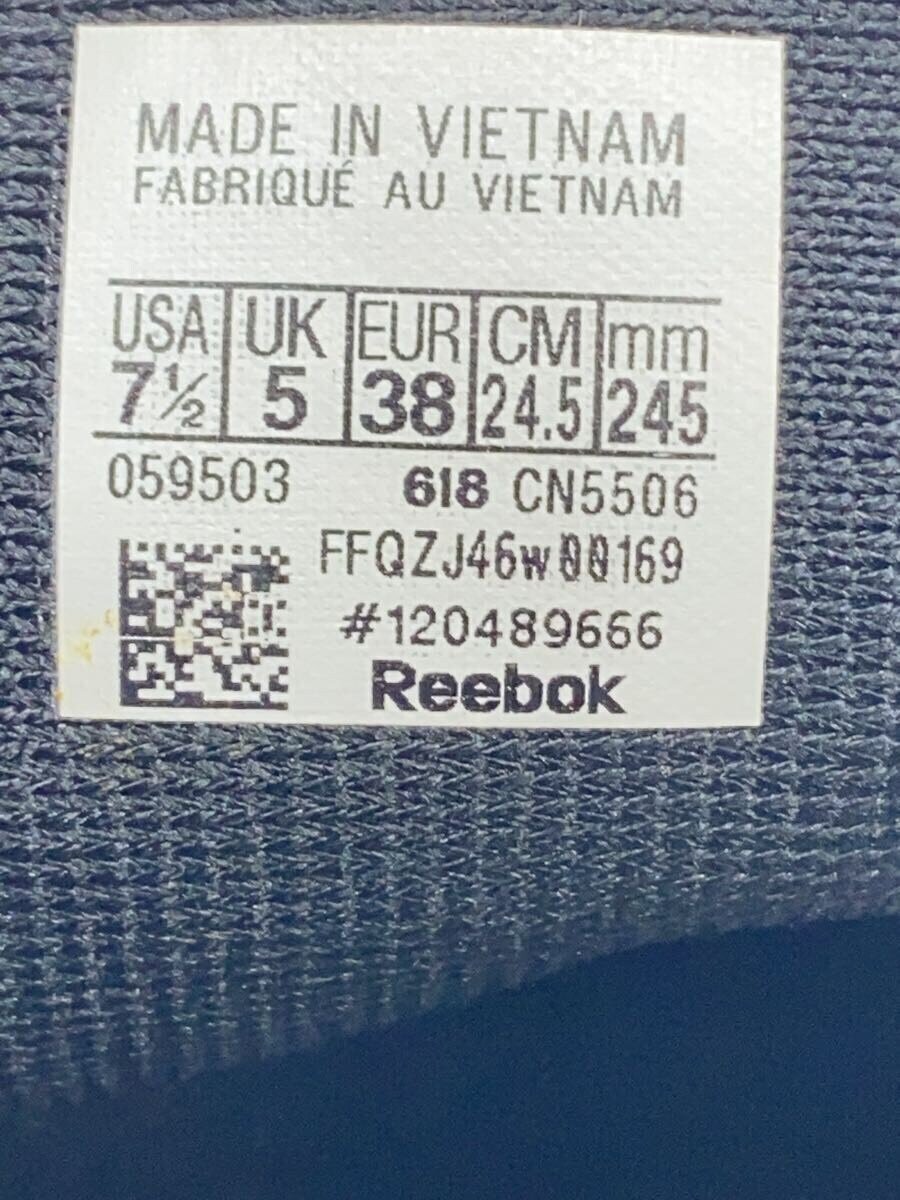 MADE IN VIETNAM
FABRIQUÉ AU VIETNAM
USA UK EUR CM mm
7½ 5 38 24.5 245
059503 618 CN5506
FFQZJ46w00169
#120489666
Reebok